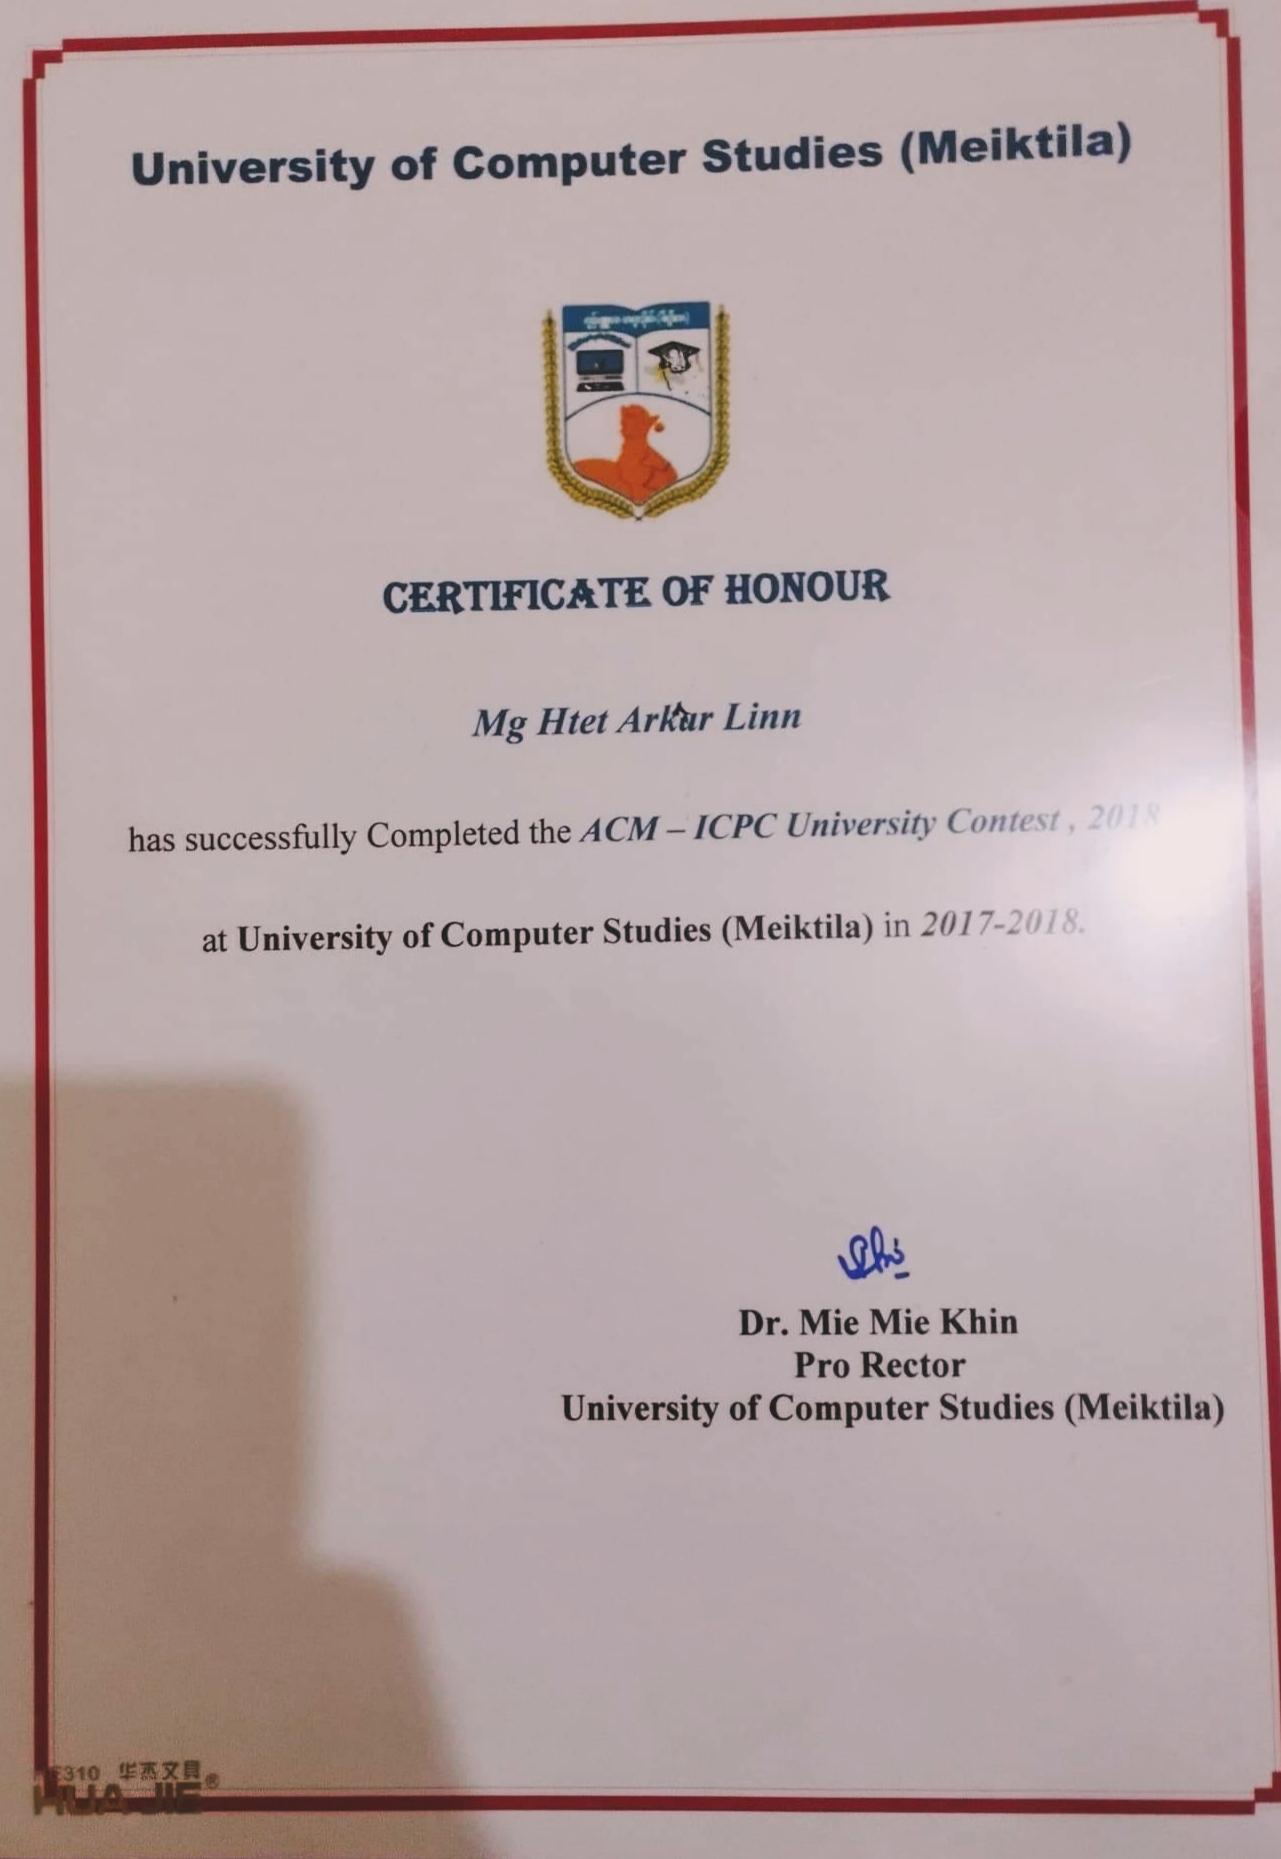 University of Computer Studies (Meiktila)
CERTIFICATE OF HONOUR
Mg Htet Arkar Linn
has successfully Completed the ACM – ICPC University Contest , 2018
at University of Computer Studies (Meiktila) in 2017-2018.
Dr. Mie Mie Khin
Pro Rector
University of Computer Studies (Meiktila)
310 华杰文具
HUAJIE®